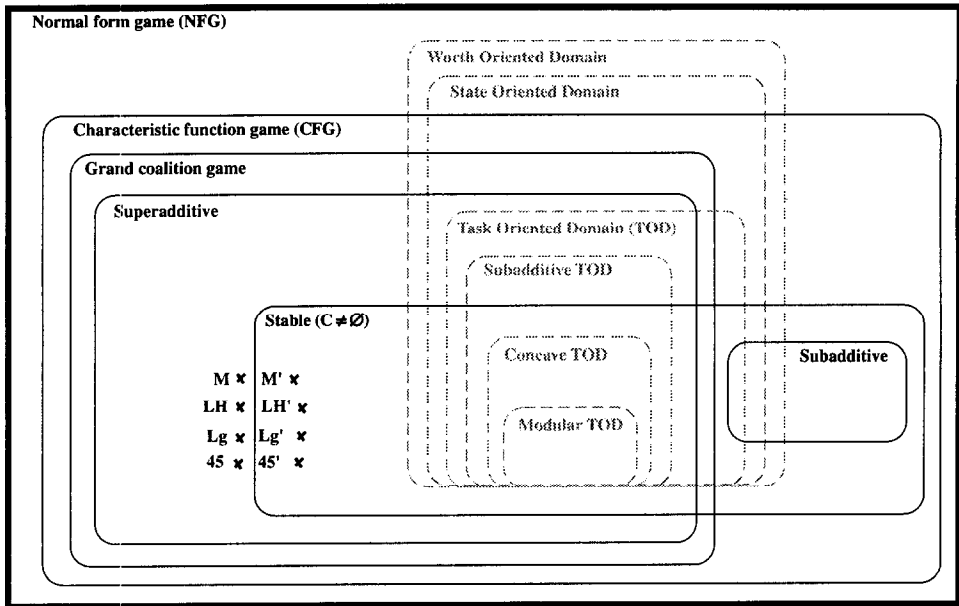 Normal form game (NFG)
Worth Oriented Domain
State Oriented Domain
Characteristic function game (CFG)
Grand coalition game
Superadditive
Task Oriented Domain (TOD)
Subadditive TOD
Stable (C ≠ Ø)
Concave TOD
Subadditive
M × M' ×
LH × LH' ×
Modular TOD
Lg × Lg' ×
45 × 45' ×